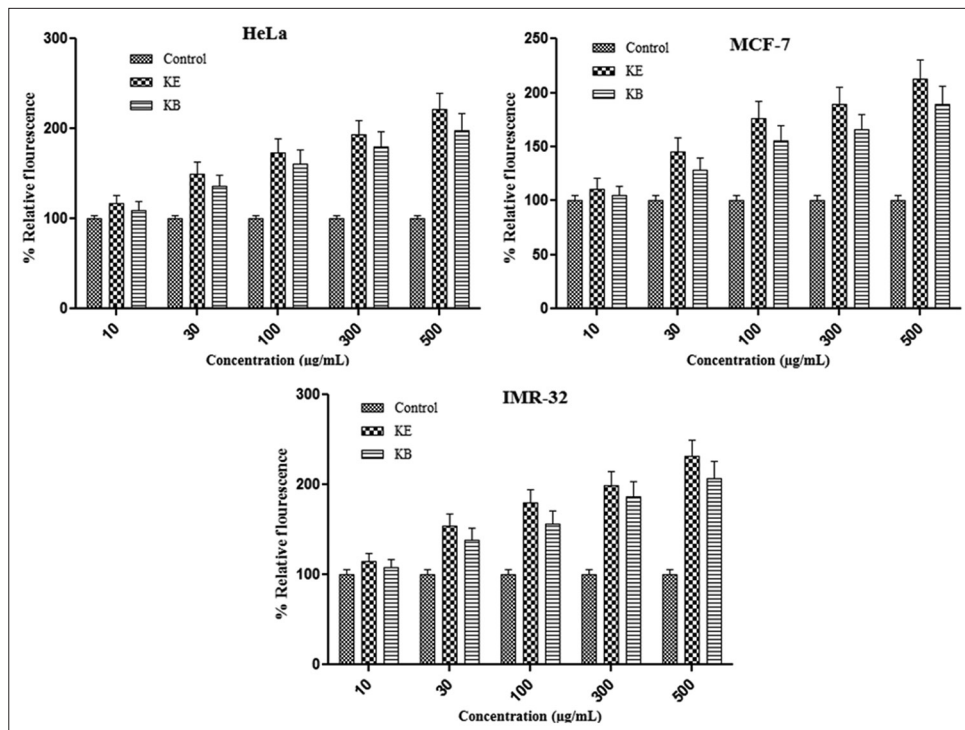 HeLa
% Relative flourescence
300
200
100
0
Control
KE
KB
10
30
100
300
500
Concentration (µg/mL)
MCF-7
% Relative flourescence
250
200
150
100
50
0
Control
KE
KB
10
30
100
300
500
Concentration (µg/mL)
IMR-32
% Relative flourescence
300
200
100
0
Control
KE
KB
10
30
100
300
500
Concentration (µg/mL)